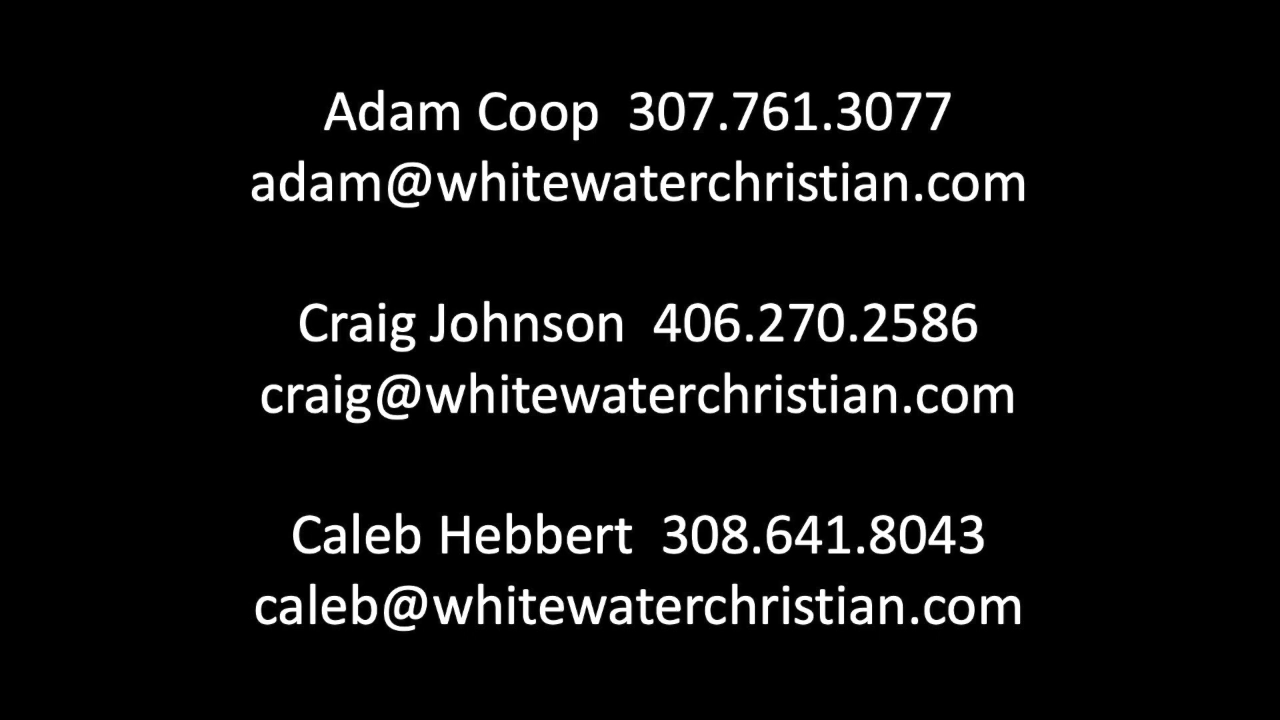 Adam Coop  307.761.3077
adam@whitewaterchristian.com
Craig Johnson  406.270.2586
craig@whitewaterchristian.com
Caleb Hebbert  308.641.8043
caleb@whitewaterchristian.com